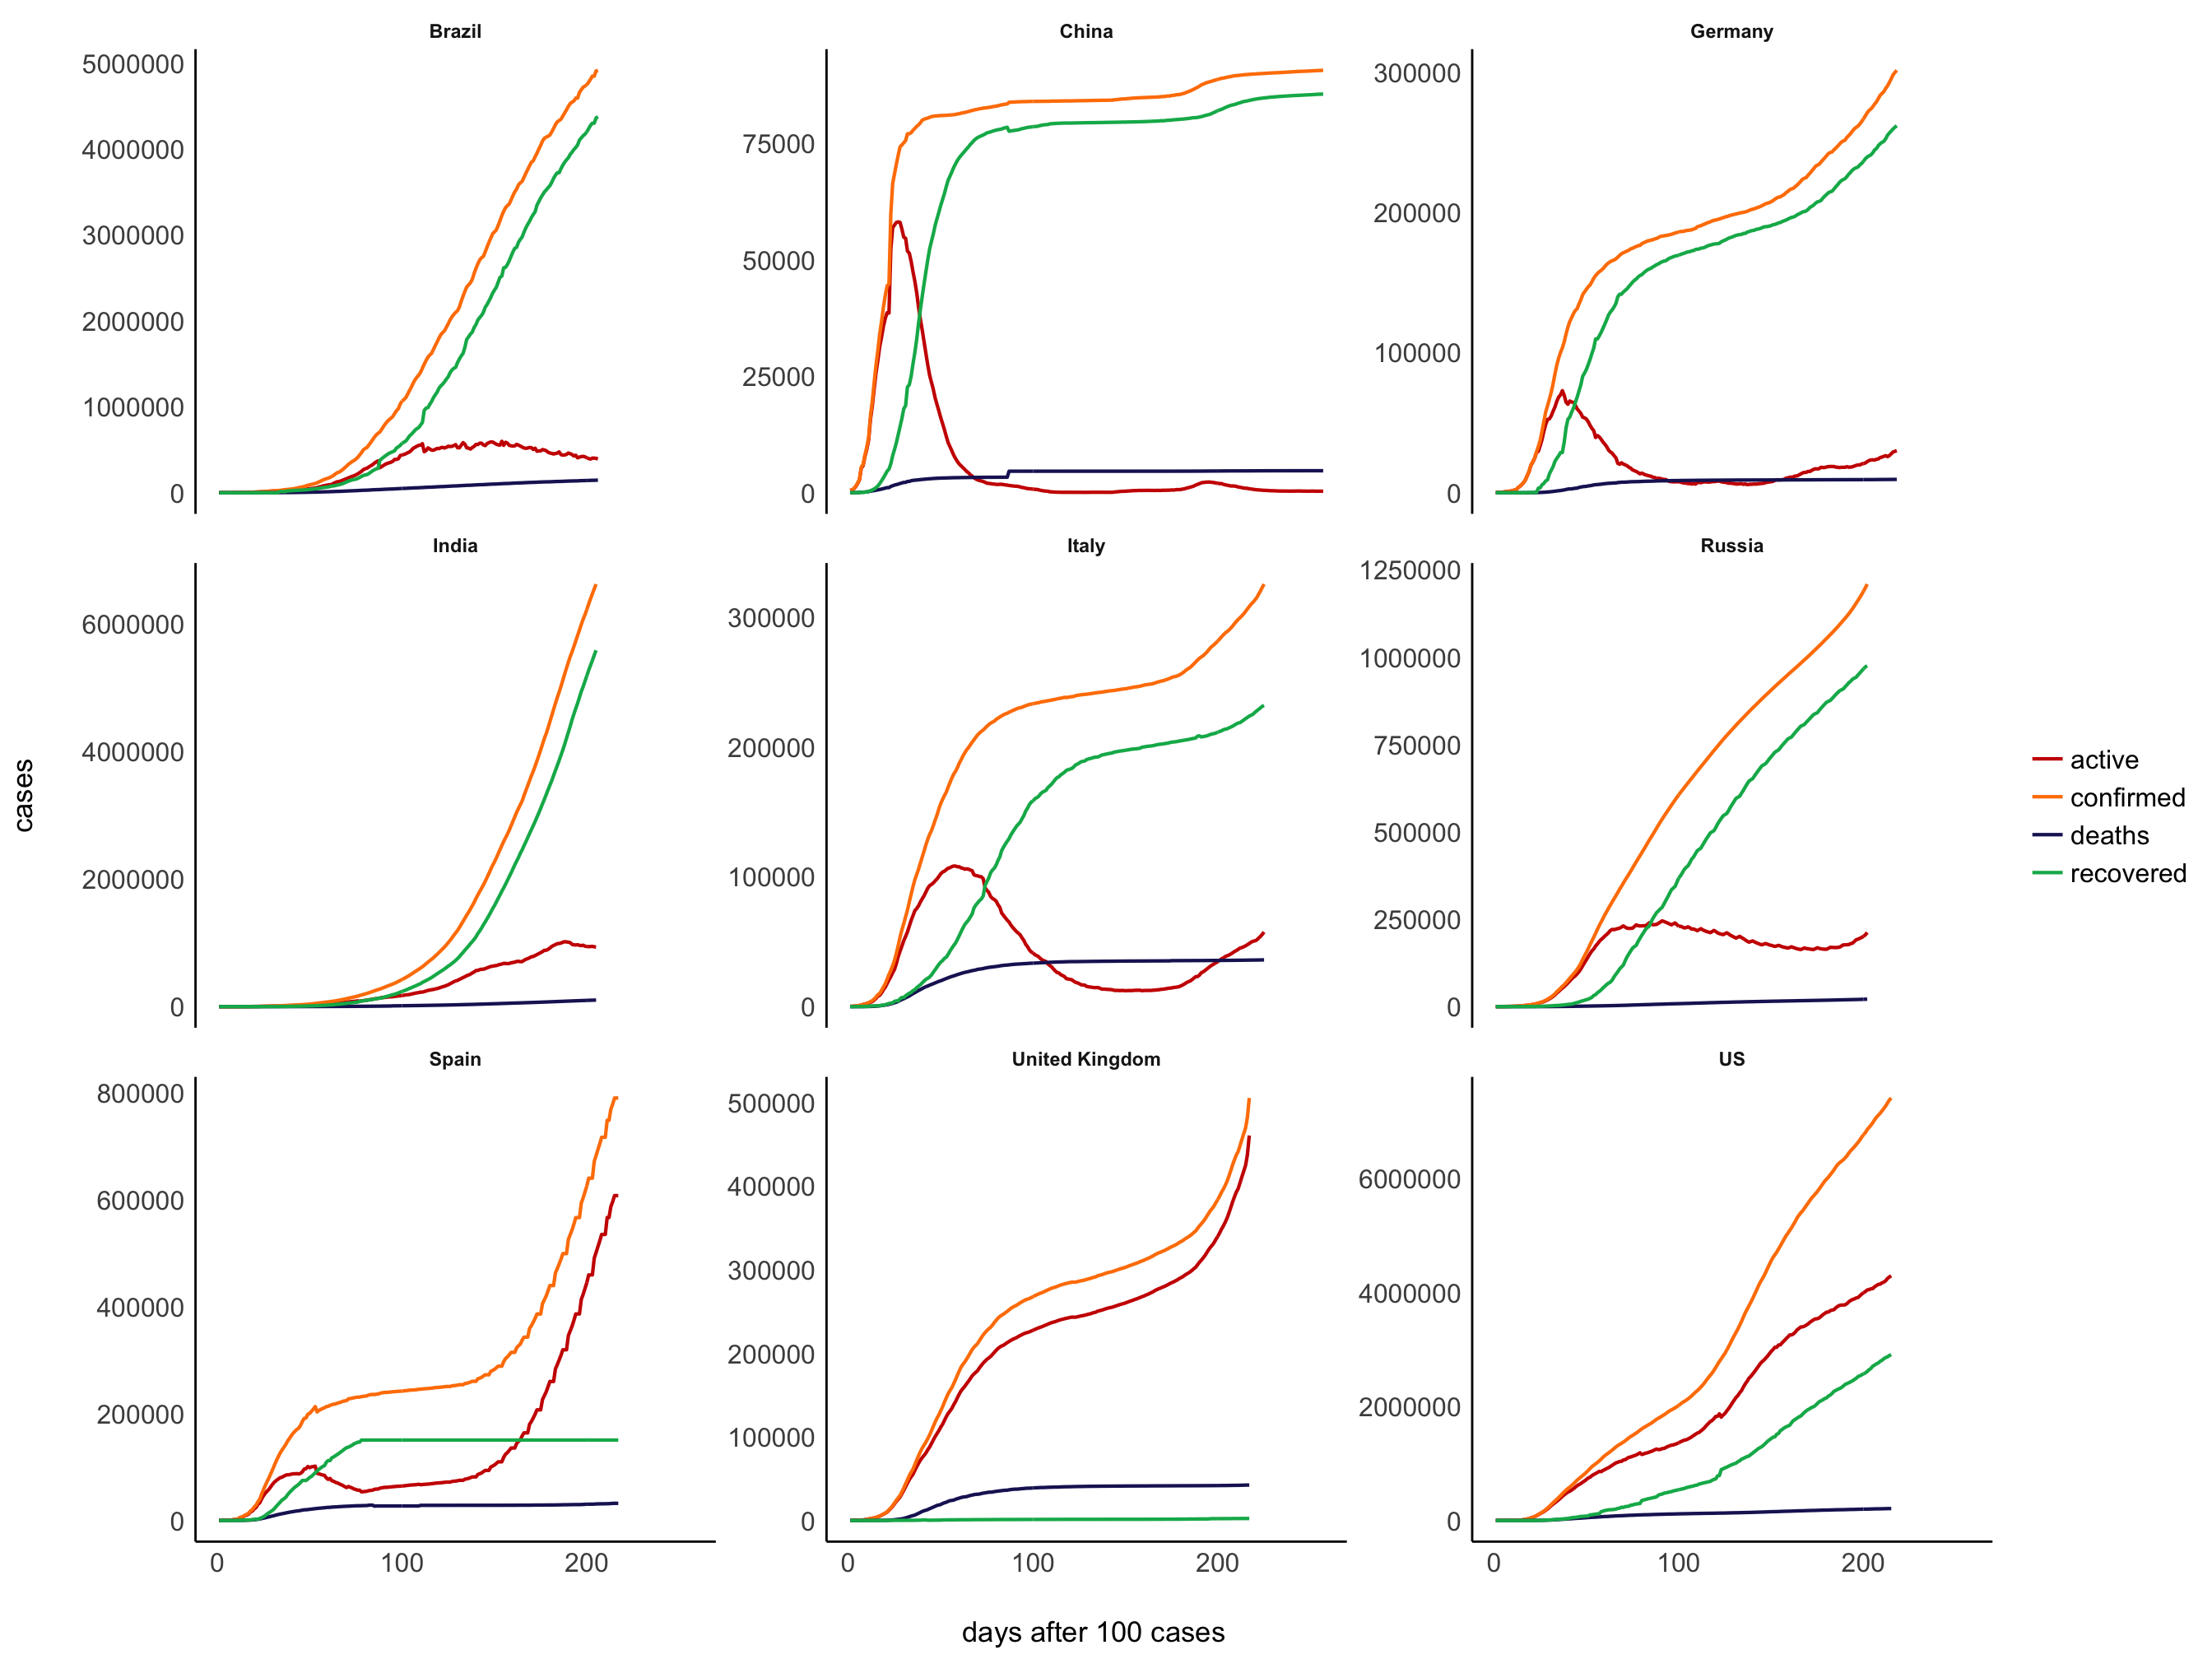 Brazil
China
Germany
5000000
4000000
3000000
2000000
1000000
0
75000
50000
25000
0
300000
200000
100000
0
India
Italy
Russia
6000000
4000000
2000000
0
300000
200000
100000
0
1250000
1000000
750000
500000
250000
0
Spain
United Kingdom
US
800000
600000
400000
200000
0
500000
400000
300000
200000
100000
0
6000000
4000000
2000000
0
0 100 200
0 100 200
0 100 200
cases
days after 100 cases
active
confirmed
deaths
recovered